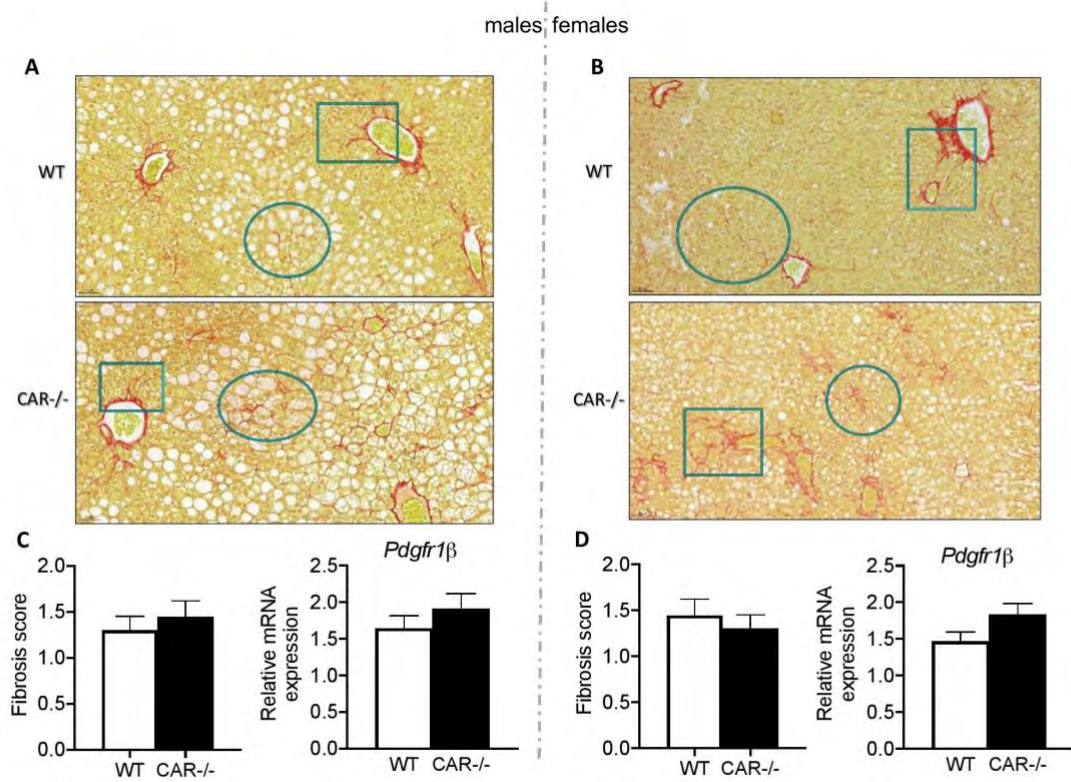 males females
A
B
WT
WT
CAR-/-
CAR-/-
C
Pdgfr1β
2.0
1.5
1.0
0.5
0.0
Fibrosis score
WT CAR-/-
2.5
2.0
1.5
1.0
0.5
0.0
Relative mRNA
expression
WT CAR-/-
D
Pdgfr1β
2.0
1.5
1.0
0.5
0.0
Fibrosis score
WT CAR-/-
2.5
2.0
1.5
1.0
0.5
0.0
Relative mRNA
expression
WT CAR-/-